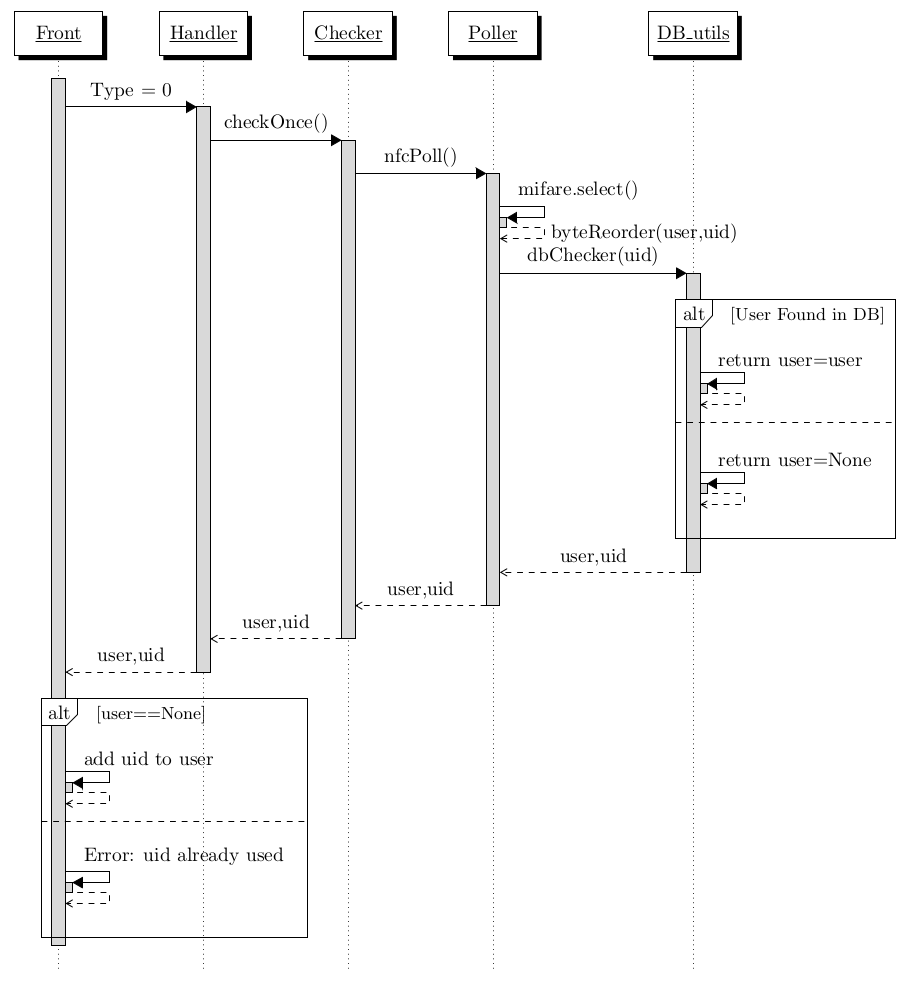 Front
Handler
Checker
Poller
DB_utils
Type = 0
checkOnce()
nfcPoll()
mifare.select()
byteReorder(user,uid)
dbChecker(uid)
alt [User Found in DB]
return user=user
return user=None
user,uid
user,uid
user,uid
user,uid
alt [user==None]
add uid to user
Error: uid already used